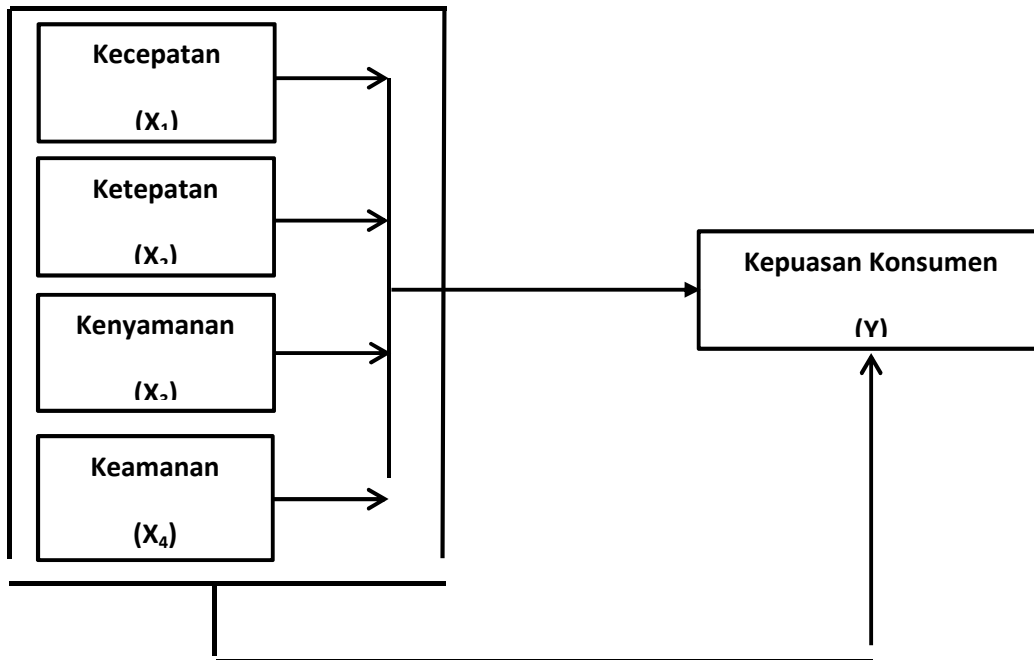 Kecepatan
(X₁)
Ketepatan
(X₂)
Kenyamanan
(X₃)
Keamanan
(X₄)
Kepuasan Konsumen
(Y)